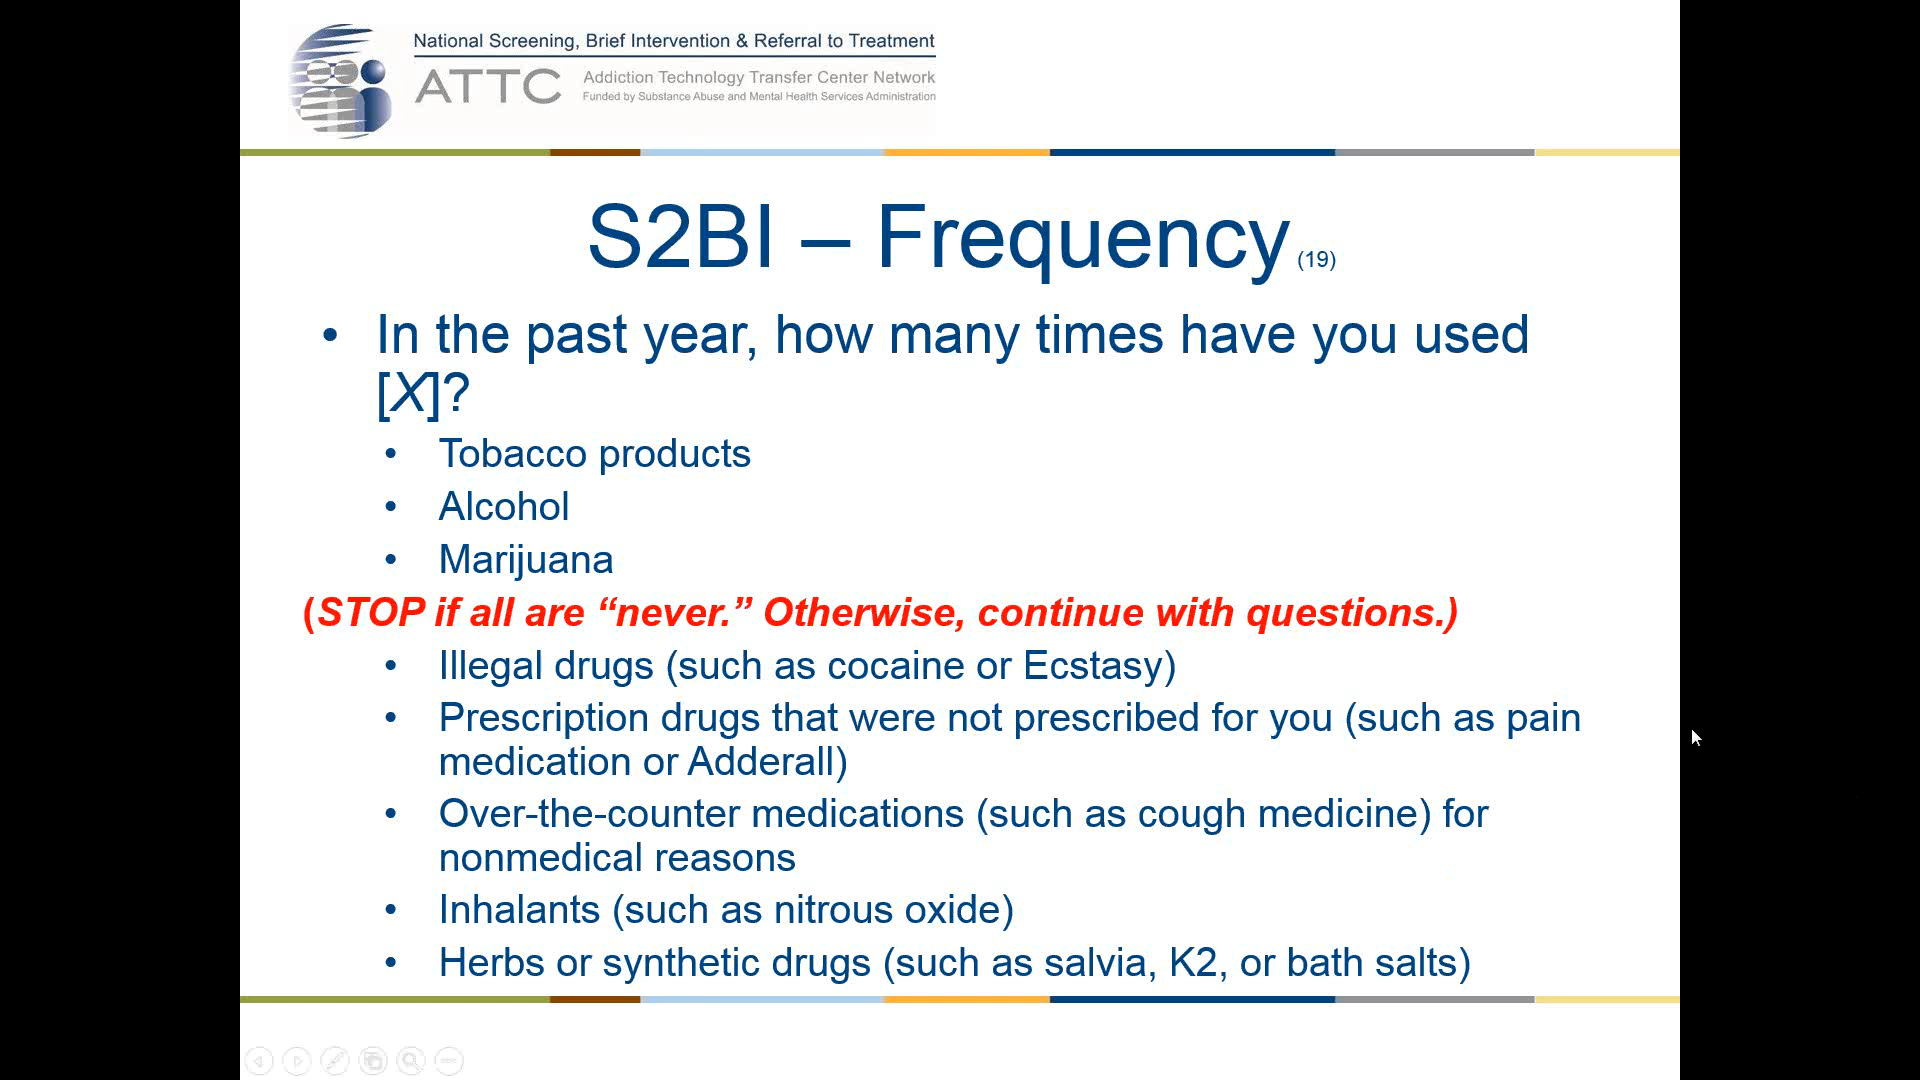 National Screening, Brief Intervention & Referral to Treatment
ATTC Addiction Technology Transfer Center Network
Funded by Substance Abuse and Mental Health Services Administration
S2BI – Frequency (19)
• In the past year, how many times have you used
[X]?
• Tobacco products
• Alcohol
• Marijuana
(STOP if all are “never.” Otherwise, continue with questions.)
• Illegal drugs (such as cocaine or Ecstasy)
• Prescription drugs that were not prescribed for you (such as pain
medication or Adderall)
• Over-the-counter medications (such as cough medicine) for
nonmedical reasons
• Inhalants (such as nitrous oxide)
• Herbs or synthetic drugs (such as salvia, K2, or bath salts)